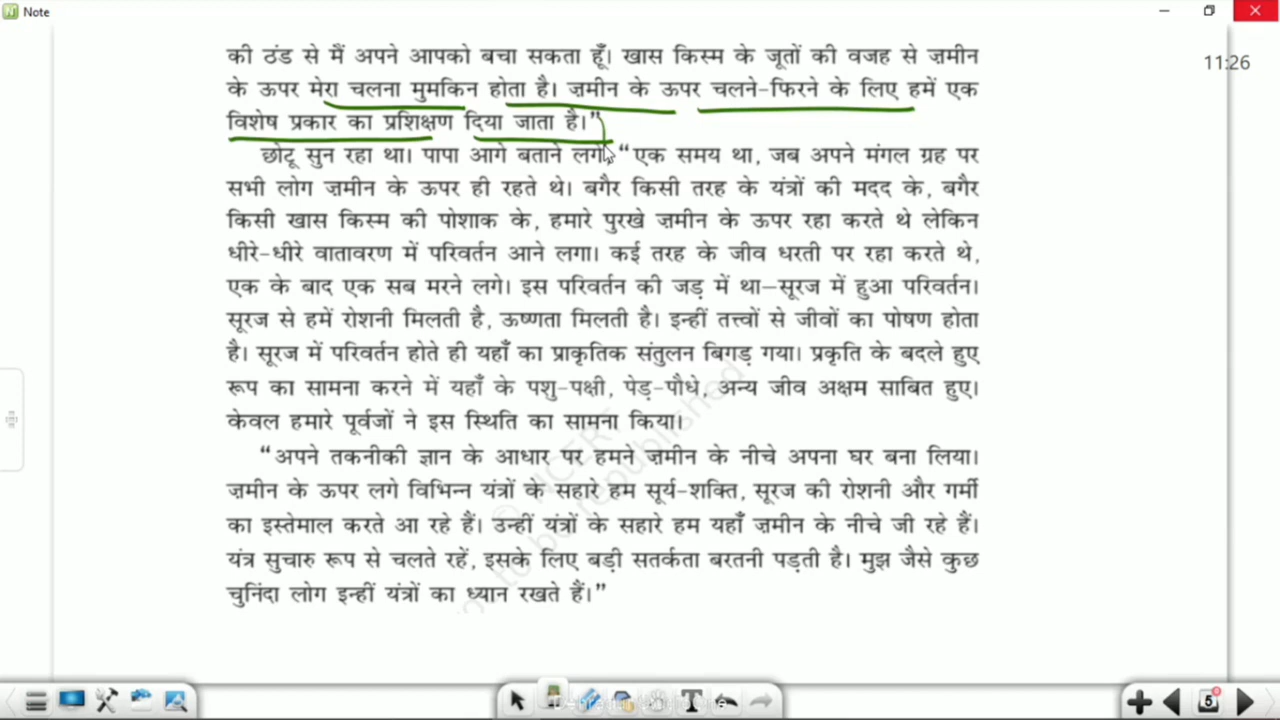 Note
11:26
की ठंड से मैं अपने आपको बचा सकता हूँ। खास किस्म के जूतों की वजह से ज़मीन
के ऊपर मेरा चलना मुमकिन होता है। ज़मीन के ऊपर चलने-फिरने के लिए हमें एक
विशेष प्रकार का प्रशिक्षण दिया जाता है।”
छोटू सुन रहा था। पापा आगे बताने लगे, “एक समय था, जब अपने मंगल ग्रह पर
सभी लोग ज़मीन के ऊपर ही रहते थे। बगैर किसी तरह के यंत्रों की मदद के, बगैर
किसी खास किस्म की पोशाक के, हमारे पुरखे ज़मीन के ऊपर रहा करते थे लेकिन
धीरे-धीरे वातावरण में परिवर्तन आने लगा। कई तरह के जीव धरती पर रहा करते थे,
एक के बाद एक सब मरने लगे। इस परिवर्तन की जड़ में था—सूरज में हुआ परिवर्तन।
सूरज से हमें रोशनी मिलती है, ऊष्णता मिलती है। इन्हीं तत्त्वों से जीवों का पोषण होता
है। सूरज में परिवर्तन होते ही यहाँ का प्राकृतिक संतुलन बिगड़ गया। प्रकृति के बदले हुए
रूप का सामना करने में यहाँ के पशु-पक्षी, पेड़-पौधे, अन्य जीव अक्षम साबित हुए।
केवल हमारे पूर्वजों ने इस स्थिति का सामना किया।
“अपने तकनीकी ज्ञान के आधार पर हमने ज़मीन के नीचे अपना घर बना लिया।
ज़मीन के ऊपर लगे विभिन्न यंत्रों के सहारे हम सूर्य-शक्ति, सूरज की रोशनी और गर्मी
का इस्तेमाल करते आ रहे हैं। उन्हीं यंत्रों के सहारे हम यहाँ ज़मीन के नीचे जी रहे हैं।
यंत्र सुचारु रूप से चलते रहें, इसके लिए बड़ी सतर्कता बरतनी पड़ती है। मुझ जैसे कुछ
चुनिंदा लोग इन्हीं यंत्रों का ध्यान रखते हैं।”
© NCERT
to be republished
5